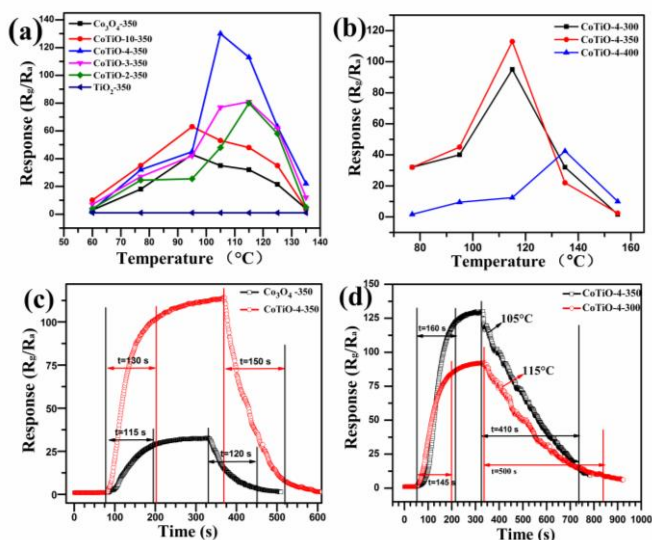 (a)
Co₃O₄-350
CoTiO-10-350
CoTiO-4-350
CoTiO-3-350
CoTiO-2-350
TiO₂-350
Response (Rg/Ra)
140
120
100
80
60
40
20
0
50 60 70 80 90 100 110 120 130 140
Temperature (°C)
(b)
CoTiO-4-300
CoTiO-4-350
CoTiO-4-400
Response (Rg/Ra)
120
100
80
60
40
20
0
80 100 120 140 160
Temperature (°C)
(c)
Co₃O₄-350
CoTiO-4-350
Response (Rg/Ra)
100
75
50
25
0
t=130 s
t=150 s
t=115 s
t=120 s
0 100 200 300 400 500 600
Time (s)
(d)
CoTiO-4-350
CoTiO-4-300
Response (Rg/Ra)
150
125
100
75
50
25
0
t=160 s
105°C
115°C
t=410 s
t=500 s
t=145 s
0 100 200 300 400 500 600 700 800 900 1000
Time (s)